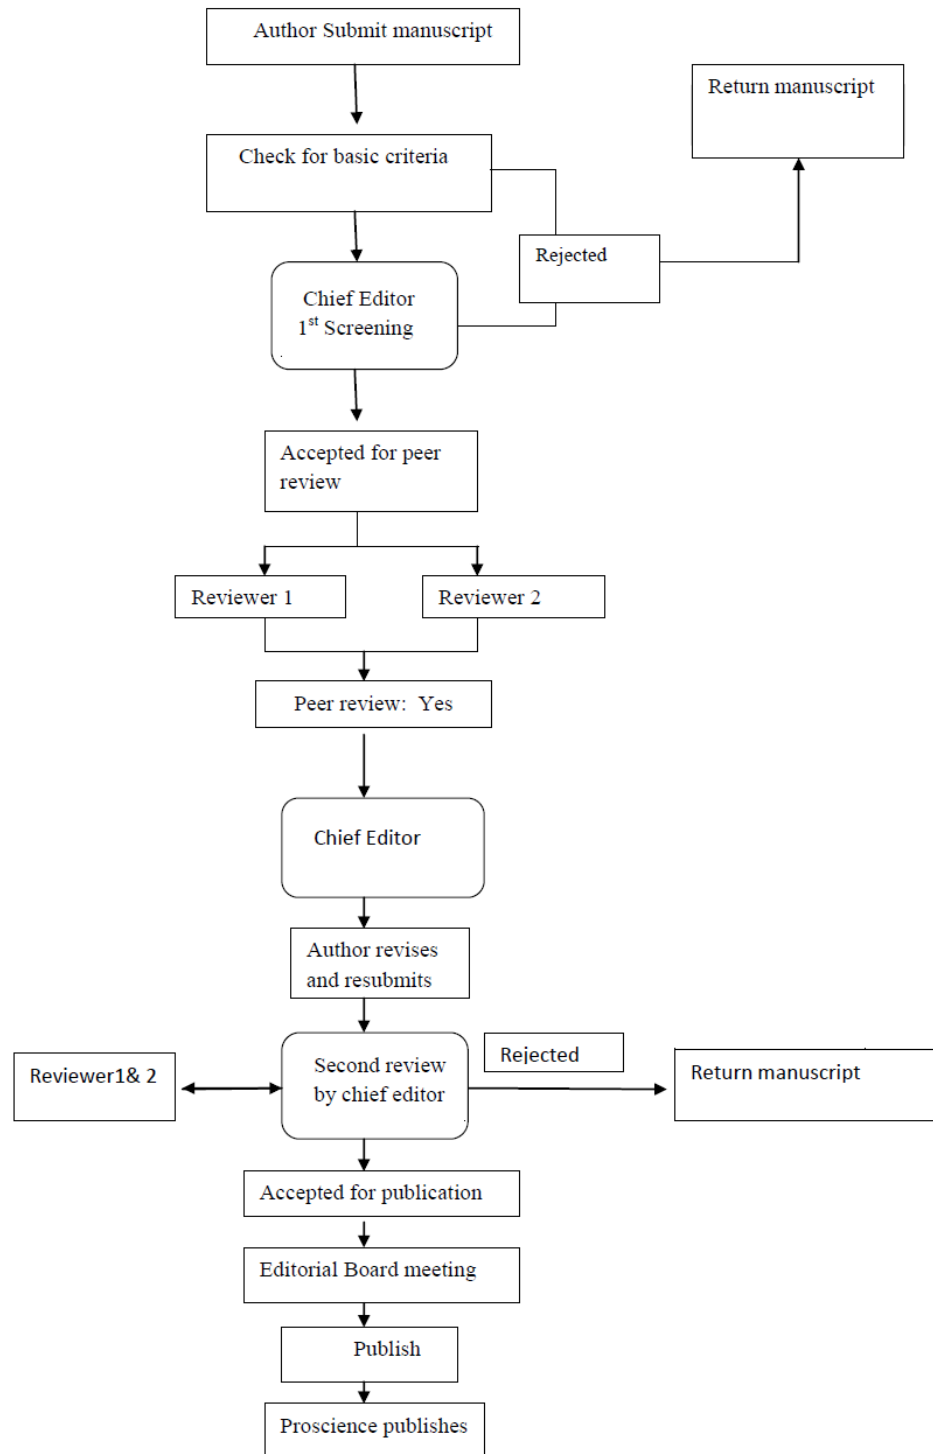 Author Submit manuscript
Return manuscript
Check for basic criteria
Rejected
Chief Editor
1st Screening
Accepted for peer
review
Reviewer 1
Reviewer 2
Peer review:  Yes
Chief Editor
Author revises
and resubmits
Rejected
Reviewer1& 2
Second review
by chief editor
Return manuscript
Accepted for publication
Editorial Board meeting
Publish
Proscience publishes